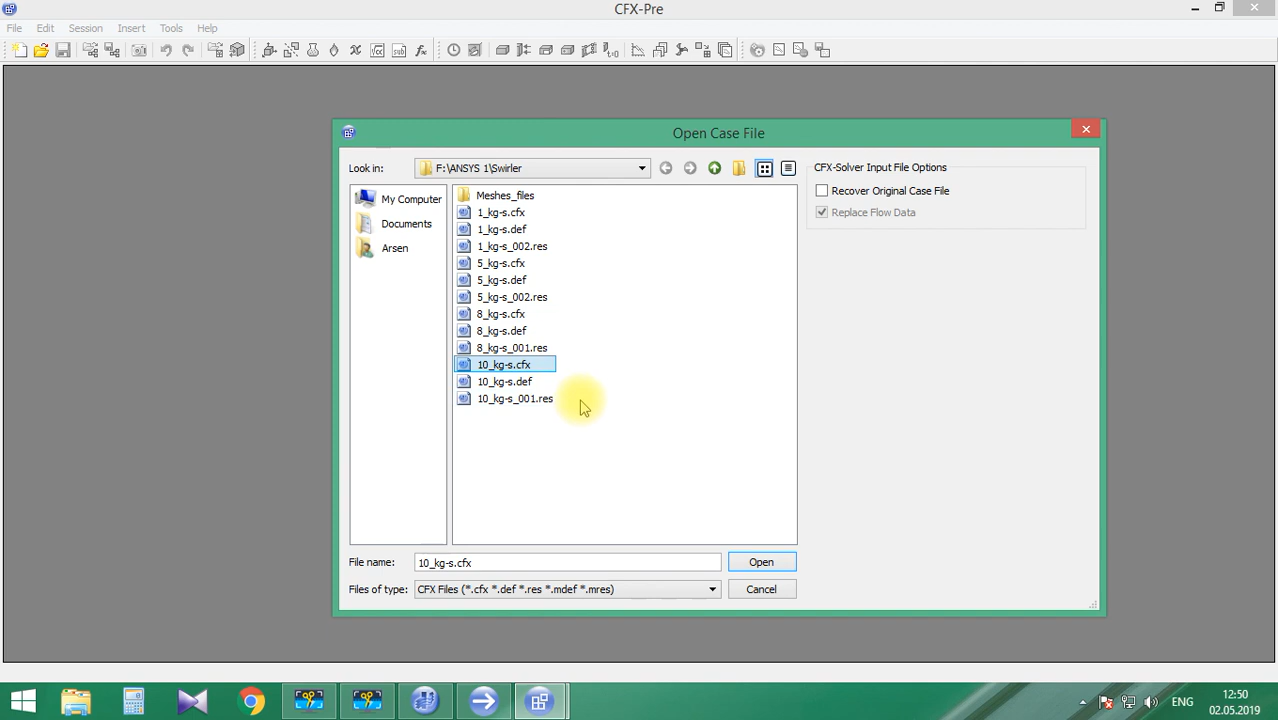 CFX-Pre
File Edit Session Insert Tools Help
Open Case File
Look in: F:\ANSYS 1\Swirler
CFX-Solver Input File Options
My Computer
Documents
Arsen
Meshes_files
1_kg-s.cfx
1_kg-s.def
1_kg-s_002.res
5_kg-s.cfx
5_kg-s.def
5_kg-s_002.res
8_kg-s.cfx
8_kg-s.def
8_kg-s_001.res
10_kg-s.cfx
10_kg-s.def
10_kg-s_001.res
Recover Original Case File
Replace Flow Data
File name: 10_kg-s.cfx Open
Files of type: CFX Files (*.cfx *.def *.res *.mdef *.mres) Cancel
ENG
12:50
02.05.2019